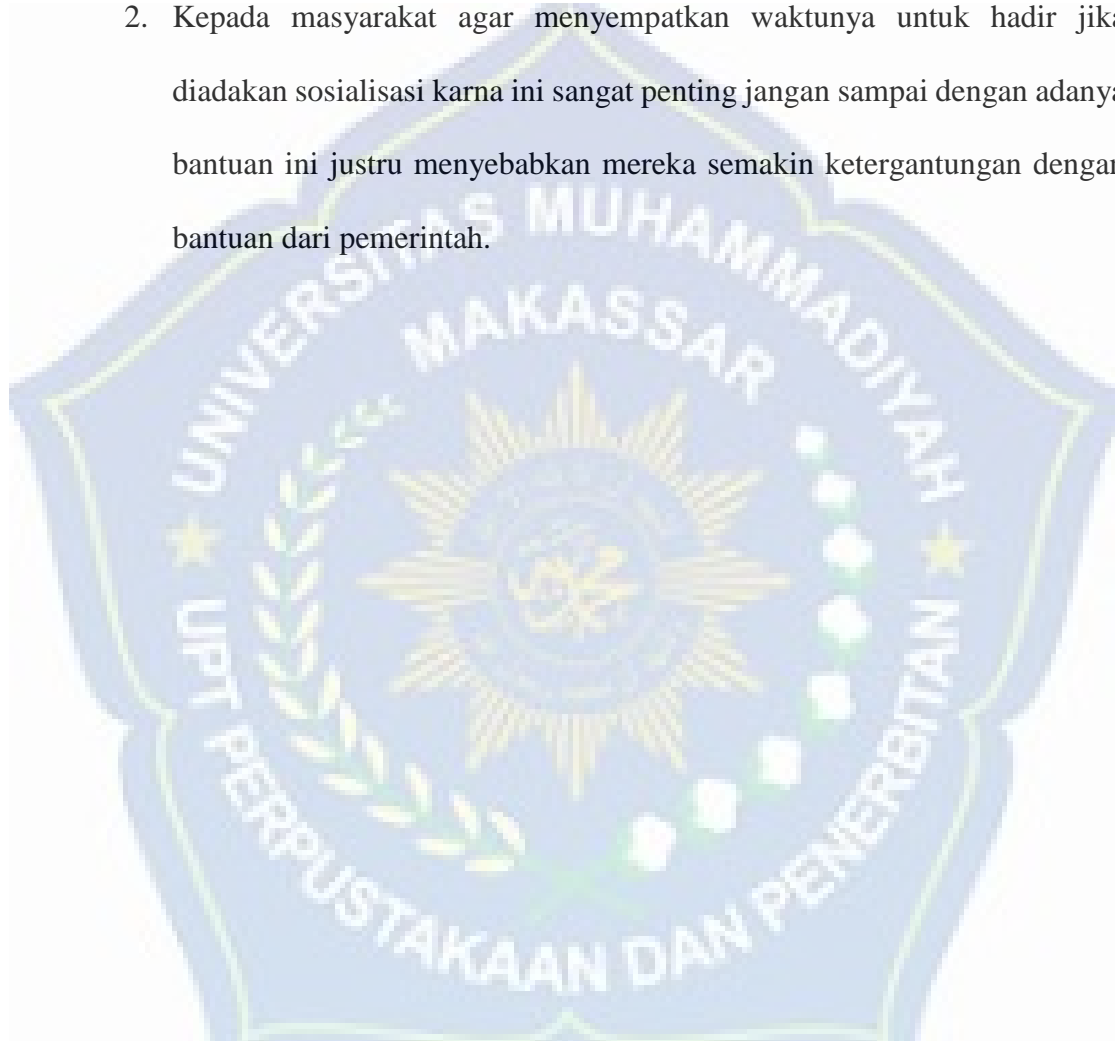 2. Kepada masyarakat agar menyempatkan waktunya untuk hadir jika
diadakan sosialisasi karna ini sangat penting jangan sampai dengan adanya
bantuan ini justru menyebabkan mereka semakin ketergantungan dengan
bantuan dari pemerintah.
UNIVERSITAS MUHAMMADIYAH
MAKASSAR
UPT PERPUSTAKAAN DAN PENERBITAN